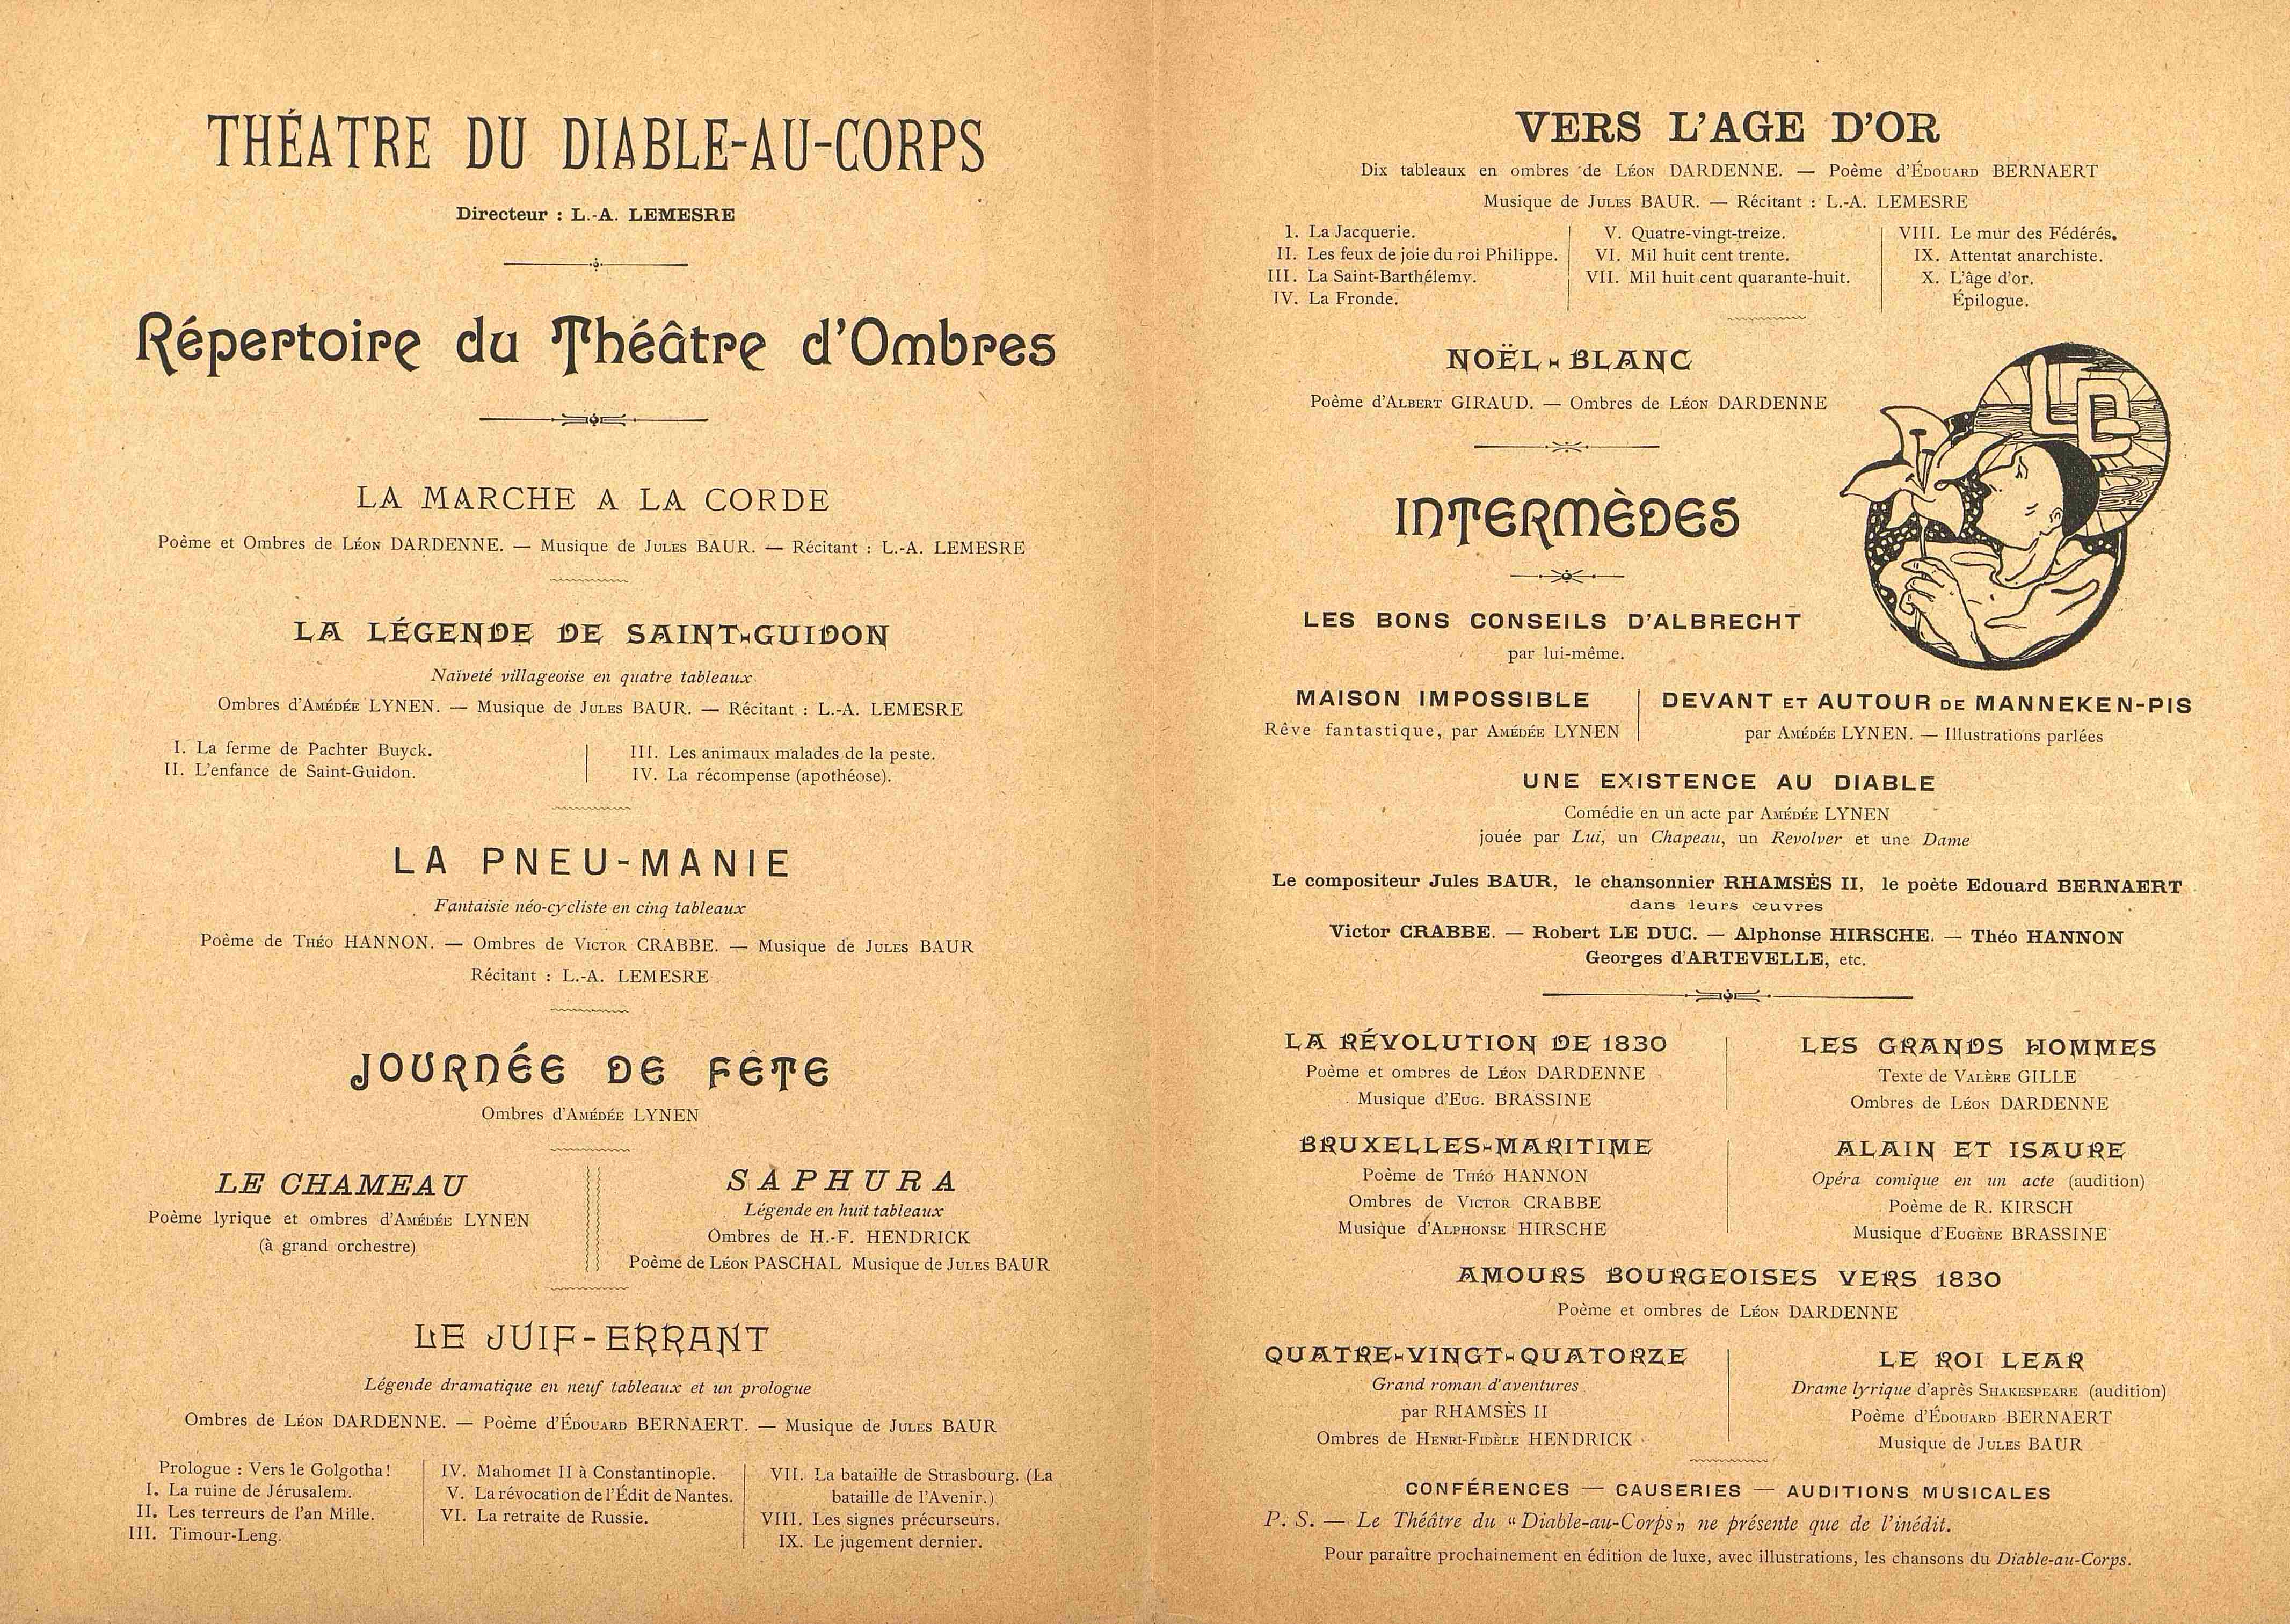 THÉATRE DU DIABLE-AU-CORPS
Directeur : L.-A. LEMESRE
Répertoire du Théâtre d'Ombres
LA MARCHE A LA CORDE
Poème et Ombres de LÉON DARDENNE. — Musique de JULES BAUR. — Récitant : L.-A. LEMESRE
LA LÉGENDE DE SAINT-GUIDON
Naïveté villageoise en quatre tableaux
Ombres d'AMÉDÉE LYNEN. — Musique de JULES BAUR. — Récitant : L.-A. LEMESRE
I. La ferme de Pachter Buyck.
II. L'enfance de Saint-Guidon.
III. Les animaux malades de la peste.
IV. La récompense (apothéose).
LA PNEU-MANIE
Fantaisie néo-cycliste en cinq tableaux
Poème de THÉO HANNON. — Ombres de VICTOR CRABBE. — Musique de JULES BAUR
Récitant : L.-A. LEMESRE
JOURNÉE DE FÊTE
Ombres d'AMÉDÉE LYNEN
LE CHAMEAU
Poème lyrique et ombres d'AMÉDÉE LYNEN
(à grand orchestre)
SAPHURA
Légende en huit tableaux
Ombres de H.-F. HENDRICK
Poème de LÉON PASCHAL Musique de JULES BAUR
LE JUIF-ERRANT
Légende dramatique en neuf tableaux et un prologue
Ombres de LÉON DARDENNE. — Poème d'ÉDOUARD BERNAERT. — Musique de JULES BAUR
Prologue : Vers le Golgotha!
I. La ruine de Jérusalem.
II. Les terreurs de l'an Mille.
III. Timour-Leng.
IV. Mahomet II à Constantinople.
V. La révocation de l'Édit de Nantes.
VI. La retraite de Russie.
VII. La bataille de Strasbourg. (La
bataille de l'Avenir.)
VIII. Les signes précurseurs.
IX. Le jugement dernier.
VERS L'AGE D'OR
Dix tableaux en ombres de LÉON DARDENNE. — Poème d'ÉDOUARD BERNAERT
Musique de JULES BAUR. — Récitant : L.-A. LEMESRE
I. La Jacquerie.
II. Les feux de joie du roi Philippe.
III. La Saint-Barthélemy.
IV. La Fronde.
V. Quatre-vingt-treize.
VI. Mil huit cent trente.
VII. Mil huit cent quarante-huit.
VIII. Le mur des Fédérés.
IX. Attentat anarchiste.
X. L'âge d'or.
Épilogue.
NOËL-BLANC
Poème d'ALBERT GIRAUD. — Ombres de LÉON DARDENNE
LD
INTERMÈDES
LES BONS CONSEILS D'ALBRECHT
par lui-même.
MAISON IMPOSSIBLE
Rêve fantastique, par AMÉDÉE LYNEN
DEVANT ET AUTOUR DE MANNEKEN-PIS
par AMÉDÉE LYNEN. — Illustrations parlées
UNE EXISTENCE AU DIABLE
Comédie en un acte par AMÉDÉE LYNEN
jouée par Lui, un Chapeau, un Revolver et une Dame
Le compositeur Jules BAUR, le chansonnier RHAMSÈS II, le poète Edouard BERNAERT
dans leurs œuvres
Victor CRABBE. — Robert LE DUC. — Alphonse HIRSCHE. — Théo HANNON
Georges d'ARTEVELLE, etc.
LA RÉVOLUTION DE 1830
Poème et ombres de LÉON DARDENNE
Musique d'EUG. BRASSINE
LES GRANDS HOMMES
Texte de VALÈRE GILLE
Ombres de LÉON DARDENNE
BRUXELLES-MARITIME
Poème de THÉO HANNON
Ombres de VICTOR CRABBE
Musique d'ALPHONSE HIRSCHE
ALAIN ET ISAURE
Opéra comique en un acte (audition)
Poème de R. KIRSCH
Musique d'EUGÈNE BRASSINE
AMOURS BOURGEOISES VERS 1830
Poème et ombres de LÉON DARDENNE
QUATRE-VINGT-QUATORZE
Grand roman d'aventures
par RHAMSÈS II
Ombres de HENRI-FIDÈLE HENDRICK
LE ROI LEAR
Drame lyrique d'après SHAKESPEARE (audition)
Poème d'ÉDOUARD BERNAERT
Musique de JULES BAUR
CONFÉRENCES — CAUSERIES — AUDITIONS MUSICALES
P. S. — Le Théâtre du « Diable-au-Corps » ne présente que de l'inédit.
Pour paraître prochainement en édition de luxe, avec illustrations, les chansons du Diable-au-Corps.